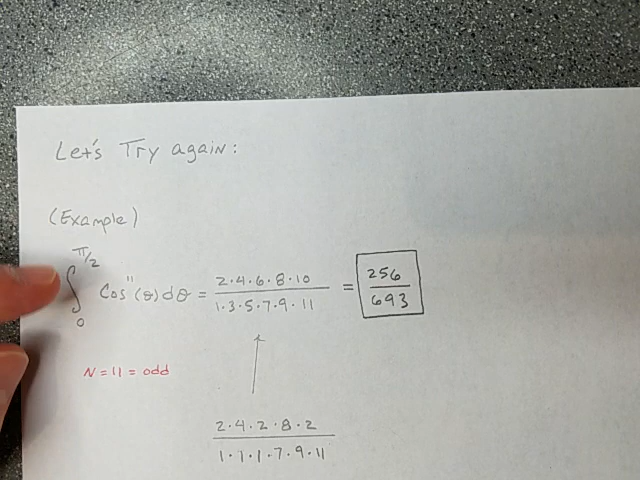 Let's Try again:
(Example)
∫₀^π/2 Cos¹¹(θ)dθ = 2·4·6·8·10 / 1·3·5·7·9·11 = 256/693
N = 11 = odd
2·4·2·8·2 / 1·1·1·7·9·11